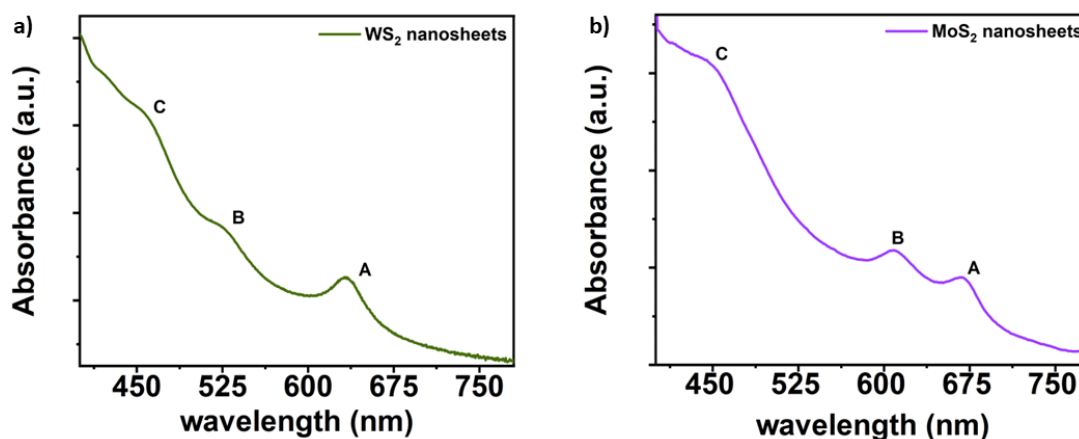 a)
WS₂ nanosheets
C
B
A
Absorbance (a.u.)
450 525 600 675 750
wavelength (nm)
b)
MoS₂ nanosheets
C
B
A
Absorbance (a.u.)
450 525 600 675 750
wavelength (nm)